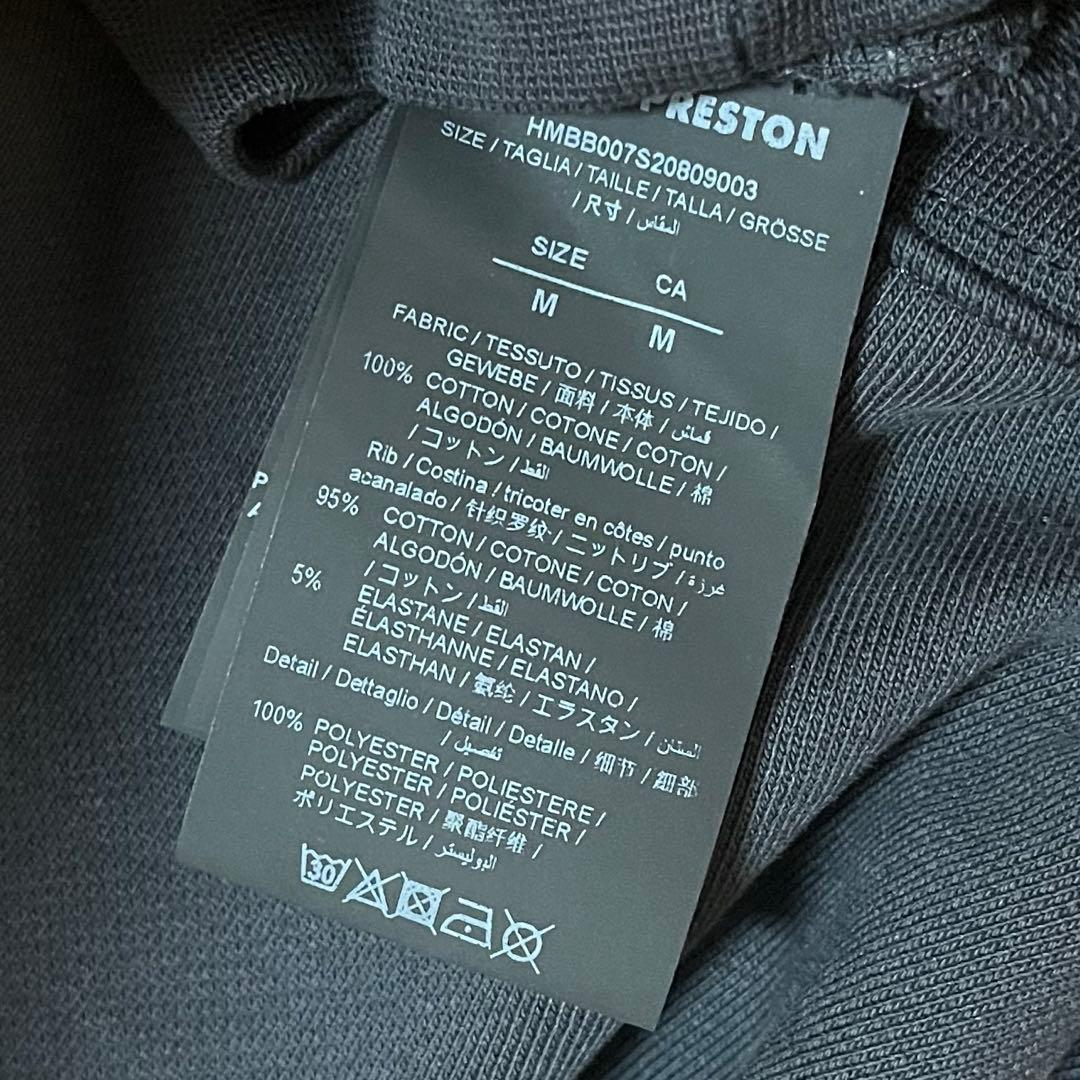 PRESTON
HMBB007S20809003
SIZE / TAGLIA / TAILLE / TALLA / GRÖSSE
/ 尺寸 / المقاس
SIZE CA
M M
FABRIC / TESSUTO / TISSUS / TEJIDO /
GEWEBE / 面料 / 本体 / قماش
100% COTTON / COTONE / COTON /
ALGODÓN / BAUMWOLLE / 棉
/ コットン / القط
Rib / Costina / tricoter en côtes / punto
acanalado / 针织罗纹 / ニットリブ / غرزة
95% COTTON / COTONE / COTON /
ALGODÓN / BAUMWOLLE / 棉
/ コットン / القط
5% ELASTANE / ELASTAN /
ÉLASTHANNE / ELASTANO /
ELASTHAN / 氨纶 / エラスタン /
Detail / Dettaglio / Détail / Detalle / 细节 / 細部
/ تفصيل
100% POLYESTER / POLIESTERE /
POLYESTER / POLIÉSTER /
POLYESTER / 聚酯纤维 /
ポリエステル / البوليستر
30